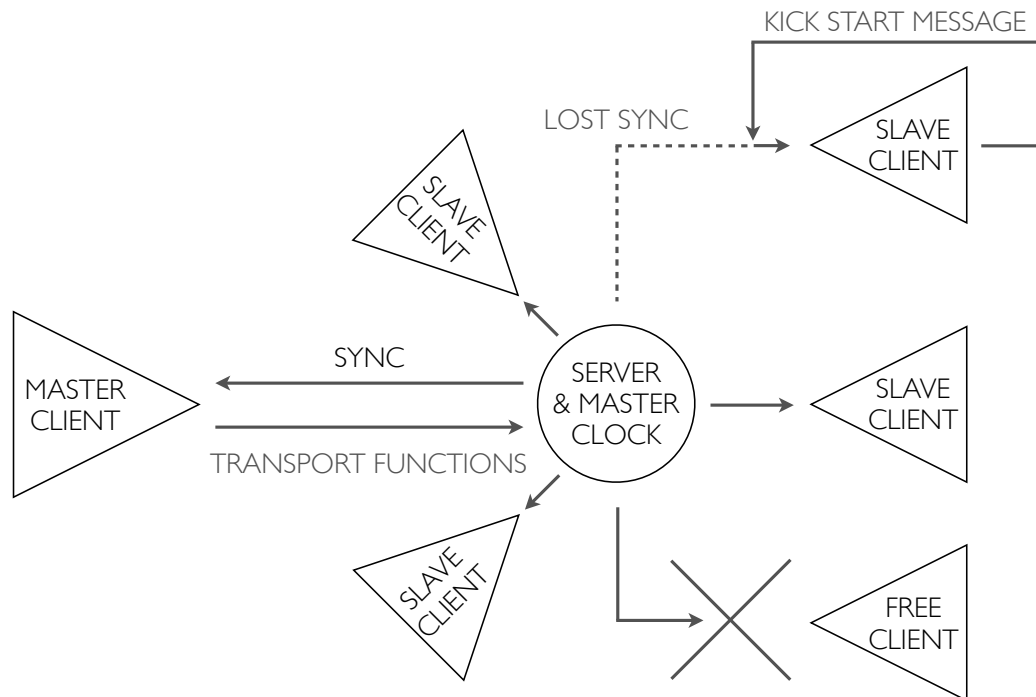 KICK START MESSAGE
LOST SYNC
SLAVE
CLIENT
SLAVE
CLIENT
SYNC
MASTER
CLIENT
SERVER
& MASTER
CLOCK
SLAVE
CLIENT
TRANSPORT FUNCTIONS
SLAVE
CLIENT
FREE
CLIENT